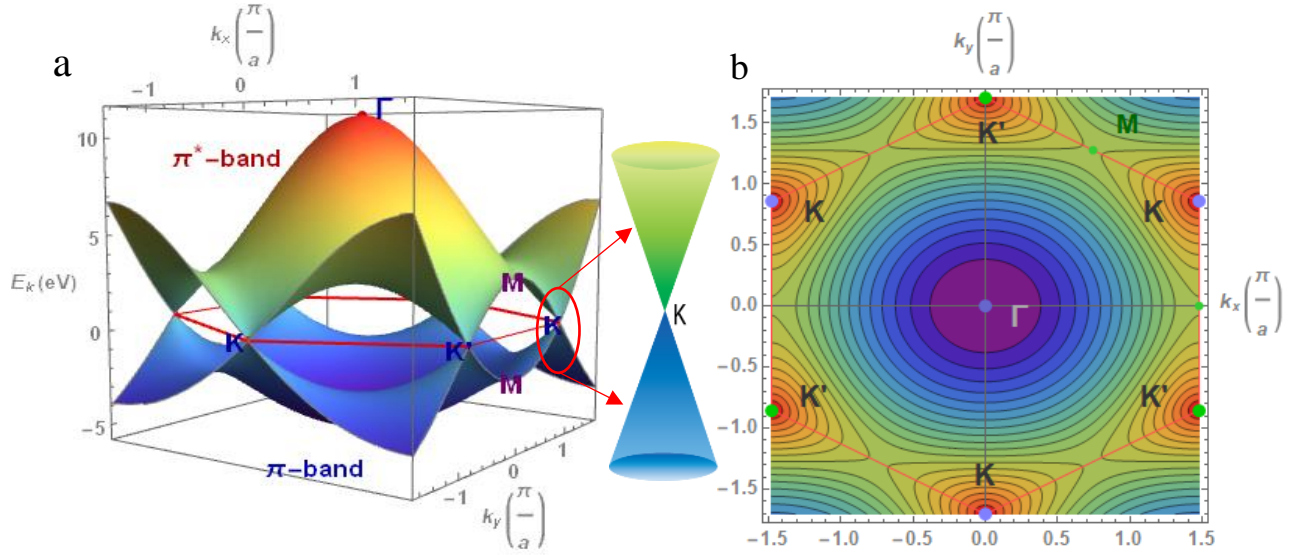 a
k_x (π/a)
−1 0 1
Γ
10
5
E_k (eV)
0
−5
π*−band
M
K
K'
K
M
π−band
−1 0 1
k_y (π/a)
K
b
k_y (π/a)
1.5
1.0
0.5
0.0
−0.5
−1.0
−1.5
K'
M
K
K
Γ
K'
K'
K
k_x (π/a)
−1.5 −1.0 −0.5 0.0 0.5 1.0 1.5
k_x (π/a)